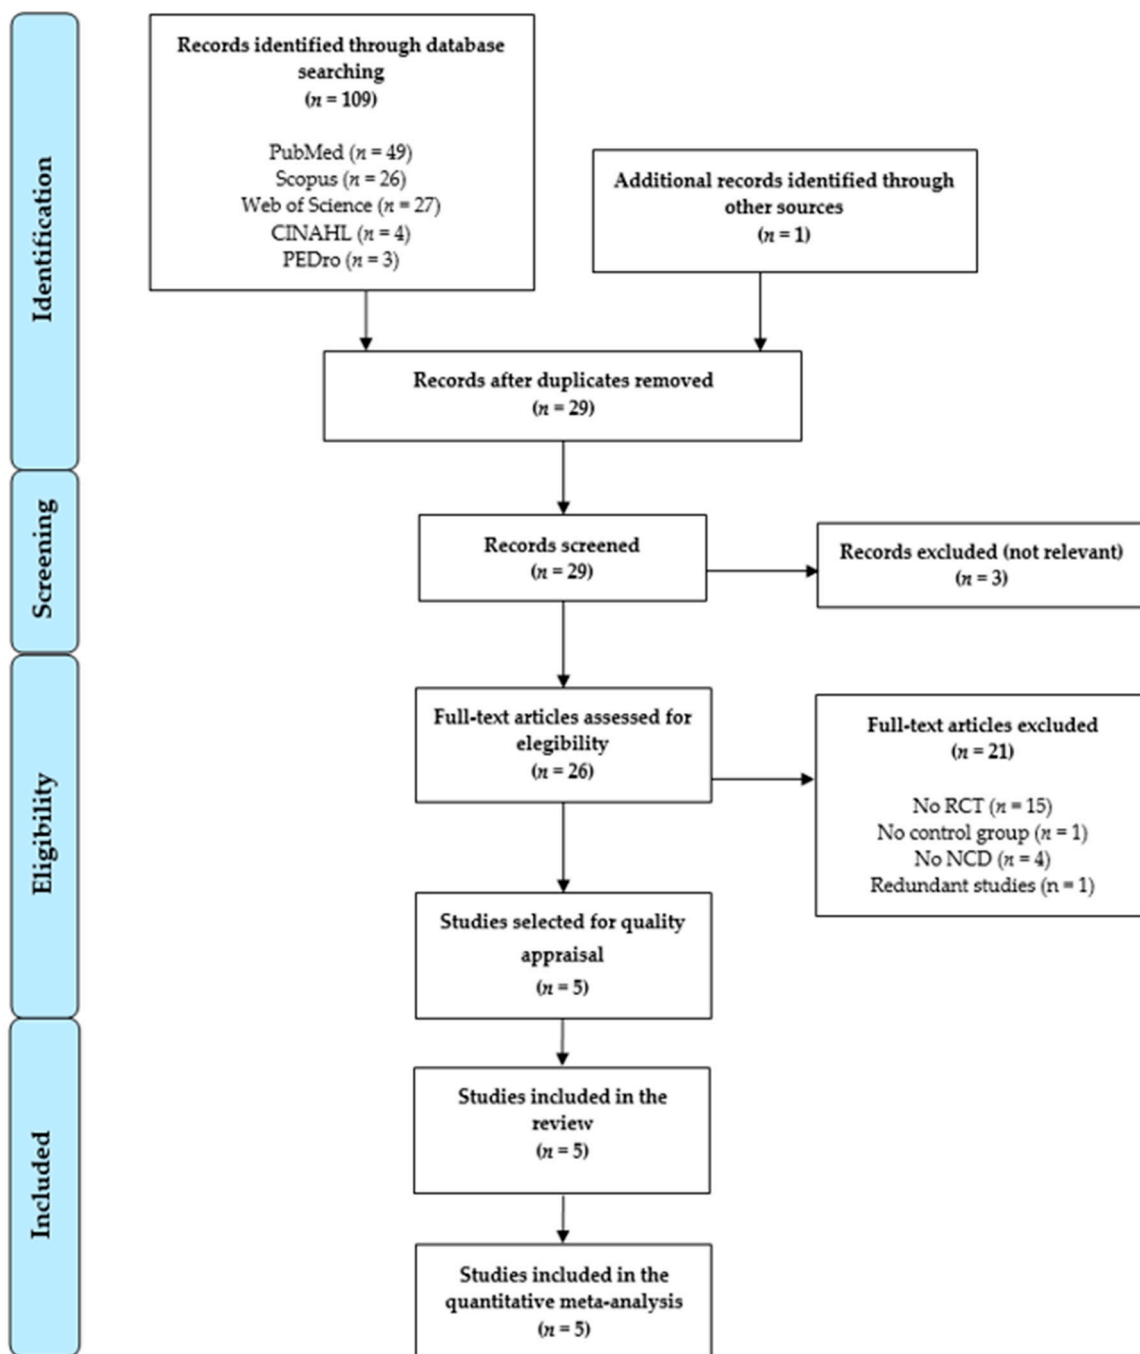 Identification
Records identified through database
searching
(n = 109)
PubMed (n = 49)
Scopus (n = 26)
Web of Science (n = 27)
CINAHL (n = 4)
PEDro (n = 3)
Additional records identified through
other sources
(n = 1)
Records after duplicates removed
(n = 29)
Screening
Records screened
(n = 29)
Records excluded (not relevant)
(n = 3)
Eligibility
Full-text articles assessed for
elegibility
(n = 26)
Full-text articles excluded
(n = 21)
No RCT (n = 15)
No control group (n = 1)
No NCD (n = 4)
Redundant studies (n = 1)
Studies selected for quality
appraisal
(n = 5)
Included
Studies included in the
review
(n = 5)
Studies included in the
quantitative meta-analysis
(n = 5)